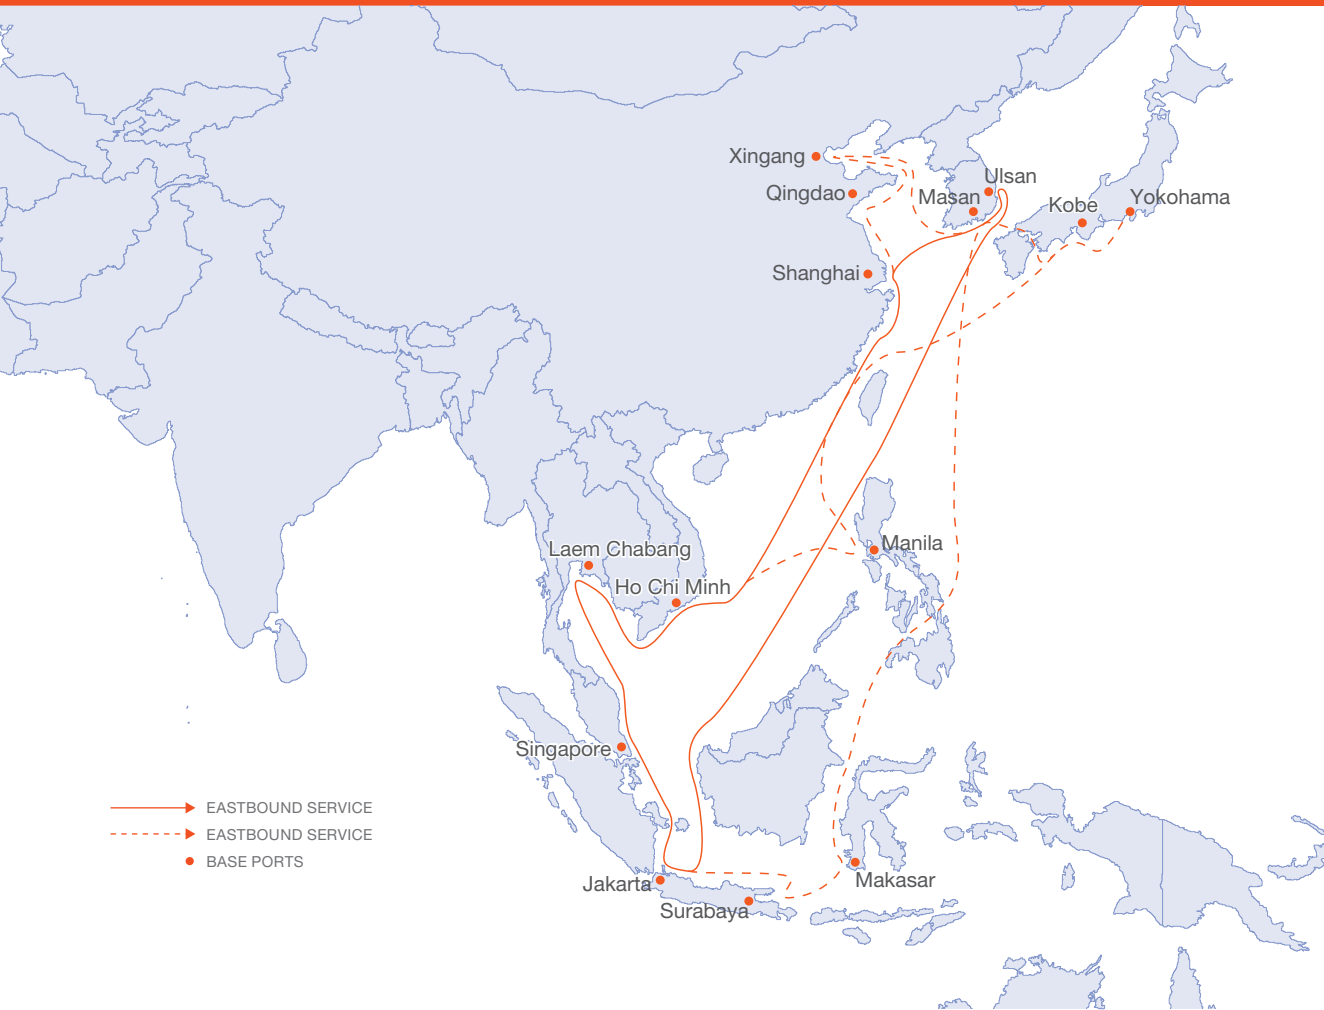 Xingang
Ulsan
Qingdao
Masan
Kobe
Yokohama
Shanghai
Manila
Laem Chabang
Ho Chi Minh
Singapore
EASTBOUND SERVICE
EASTBOUND SERVICE
BASE PORTS
Jakarta
Makasar
Surabaya